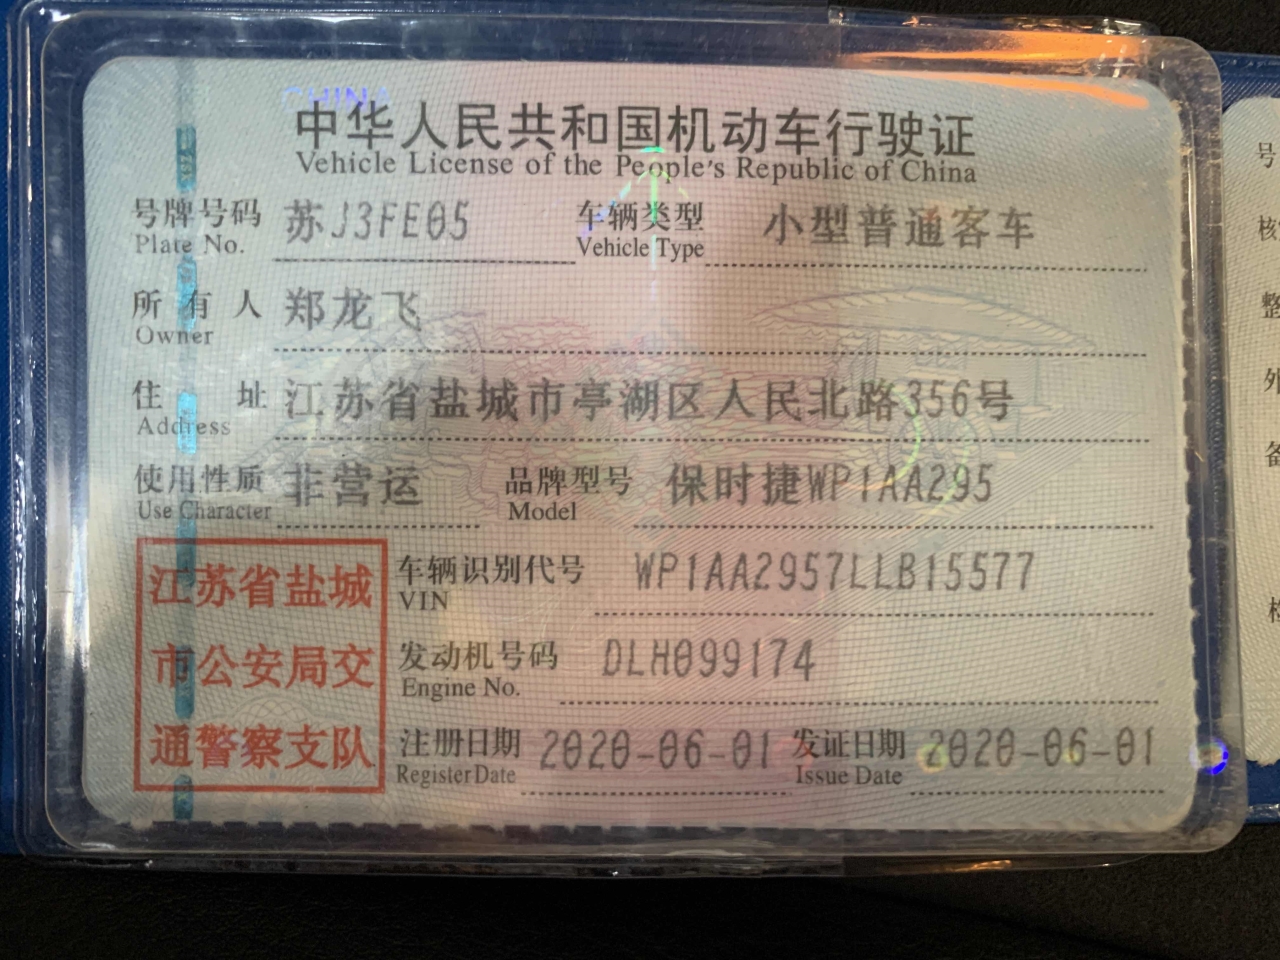 CHINA
中华人民共和国机动车行驶证
Vehicle License of the People's Republic of China
号牌号码 苏J3FE05 车辆类型 小型普通客车
Plate No. Vehicle Type
所有人 郑龙飞
Owner
住址 江苏省盐城市亭湖区人民北路356号
Address
使用性质 非营运 品牌型号 保时捷WP1AA295
Use Character Model
江苏省盐城
市公安局交
通警察支队
车辆识别代号 WP1AA2957LLB15577
VIN
发动机号码 DLH099174
Engine No.
注册日期 2020-06-01 发证日期 2020-06-01
Register Date Issue Date
号
核
整
外
备
检